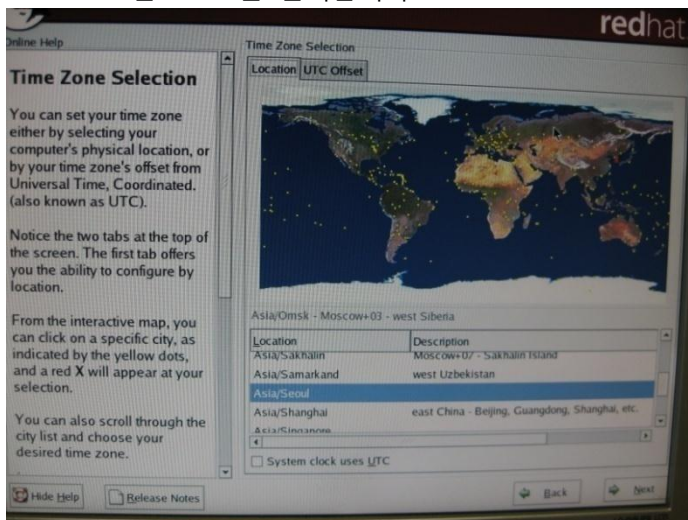 redhat
Online Help
Time Zone Selection
You can set your time zone
either by selecting your
computer's physical location, or
by your time zone's offset from
Universal Time, Coordinated.
(also known as UTC).
Notice the two tabs at the top of
the screen. The first tab offers
you the ability to configure by
location.
From the interactive map, you
can click on a specific city, as
indicated by the yellow dots,
and a red X will appear at your
selection.
You can also scroll through the
city list and choose your
desired time zone.
Hide Help
Release Notes
Time Zone Selection
Location
UTC Offset
Asia/Omsk - Moscow+03 - west Siberia
Location Description
Asia/Sakhalin Moscow+07 - Sakhalin Island
Asia/Samarkand west Uzbekistan
Asia/Seoul
Asia/Shanghai east China - Beijing, Guangdong, Shanghai, etc.
Asia/Singapore
System clock uses UTC
Back
Next